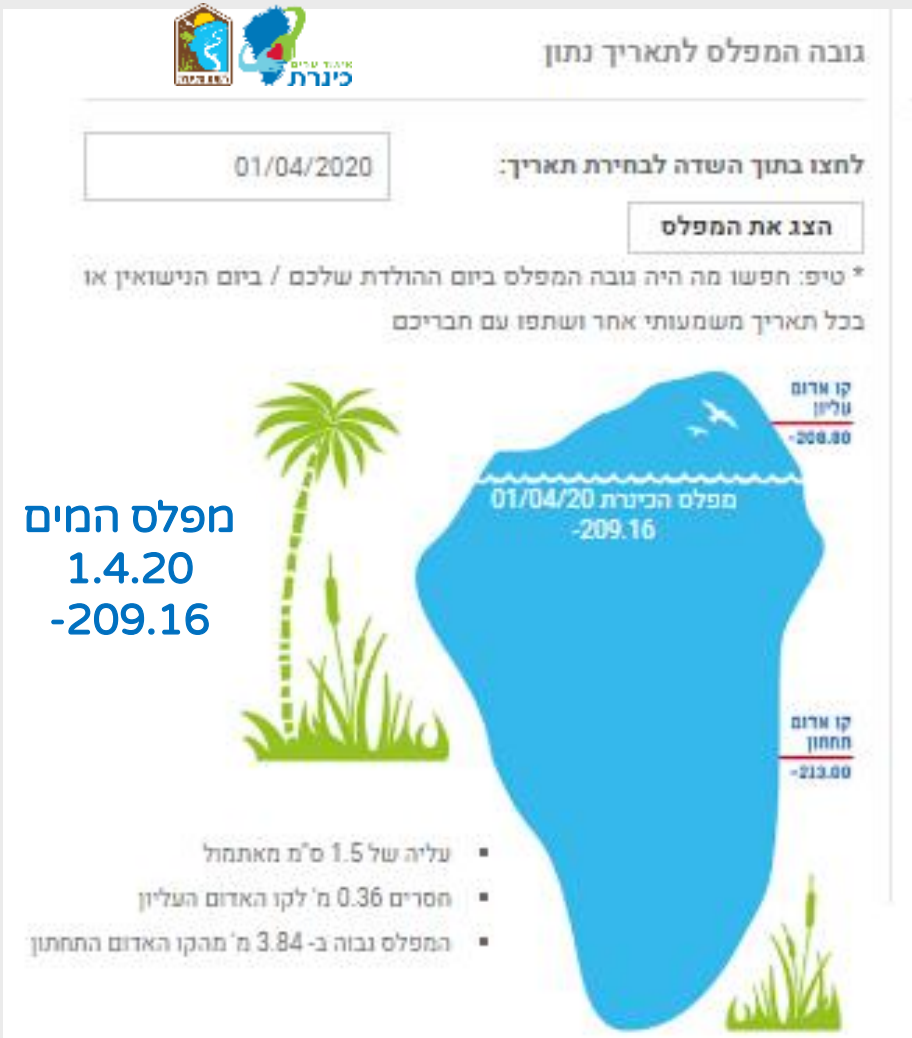 איגוד ערים
כינרת
גובה המפלס לתאריך נתון
לחצו בתוך השדה לבחירת תאריך:
01/04/2020
הצג את המפלס
* טיפ: חפשו מה היה גובה המפלס ביום ההולדת שלכם / ביום הנישואין או
בכל תאריך משמעותי אחר ושתפו עם חבריכם
קו אדום
עליון
-208.80
מפלס הכינרת 01/04/20
-209.16
מפלס המים
1.4.20
-209.16
קו אדום
תחתון
-213.00
▪ עליה של 1.5 ס"מ מאתמול
▪ חסרים 0.36 מ' לקו האדום העליון
▪ המפלס גבוה ב- 3.84 מ' מהקו האדום התחתון